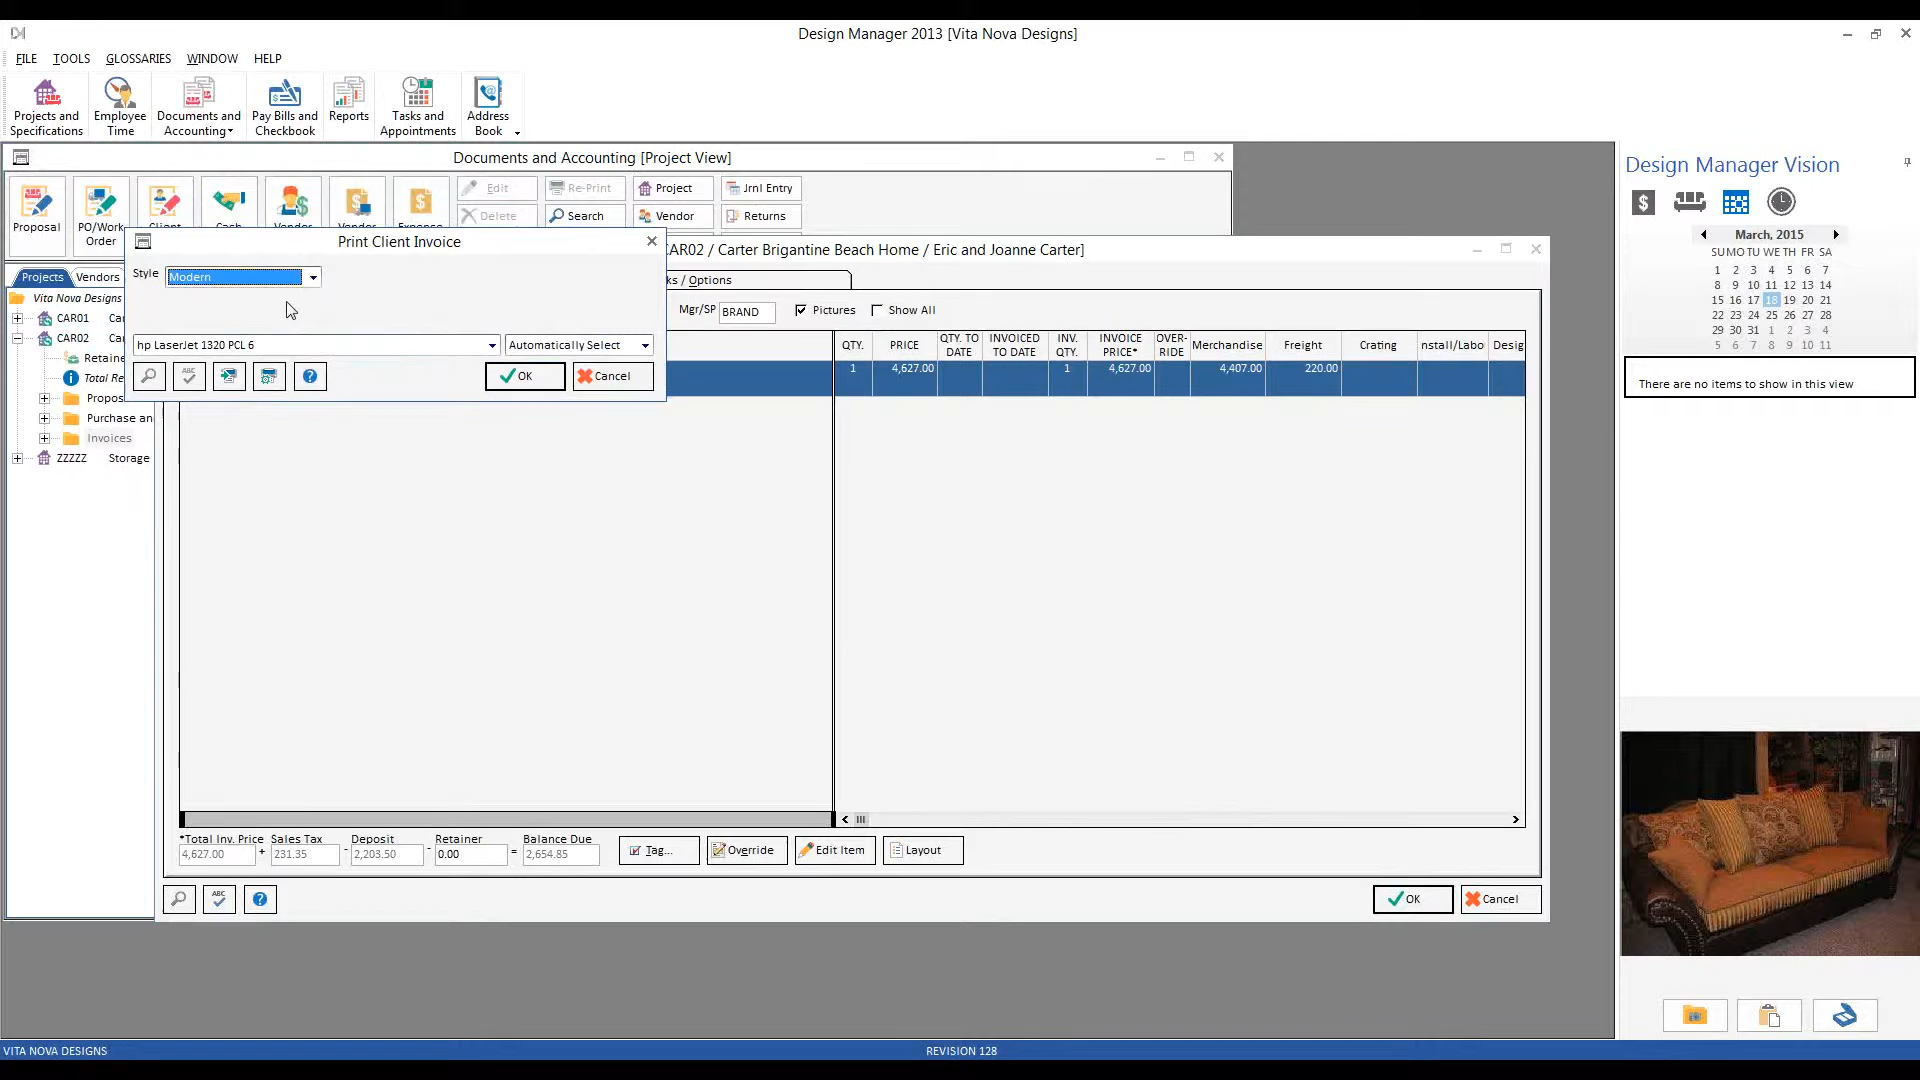 Design Manager 2013 [Vita Nova Designs]
FILE TOOLS GLOSSARIES WINDOW HELP
Projects and Specifications
Employee Time
Documents and Accounting
Pay Bills and Checkbook
Reports
Tasks and Appointments
Address Book
Documents and Accounting [Project View]
Proposal
PO/Work Order
Edit
Re-Print
Project
Jrnl Entry
Delete
Search
Vendor
Returns
Print Client Invoice
Style Modern
hp LaserJet 1320 PCL 6
Automatically Select
ABC
OK
Cancel
Projects Vendors
Vita Nova Designs
CAR01 Ca
CAR02 Ca
Retaine
Total Re
Propos
Purchase an
Invoices
ZZZZZ Storage
CAR02 / Carter Brigantine Beach Home / Eric and Joanne Carter]
ks / Options
Mgr/SP BRAND
Pictures
Show All
QTY. PRICE QTY. TO DATE INVOICED TO DATE INV. QTY. INVOICE PRICE* OVER-RIDE Merchandise Freight Crating nstall/Labo Desig
1 4,627.00 1 4,627.00 4,407.00 220.00
*Total Inv. Price Sales Tax Deposit Retainer Balance Due
4,627.00 + 231.35 - 2,203.50 - 0.00 = 2,654.85
Tag...
Override
Edit Item
Layout
ABC
OK
Cancel
Design Manager Vision
March, 2015
SU MO TU WE TH FR SA
1 2 3 4 5 6 7
8 9 10 11 12 13 14
15 16 17 18 19 20 21
22 23 24 25 26 27 28
29 30 31 1 2 3 4
5 6 7 8 9 10 11
There are no items to show in this view
VITA NOVA DESIGNS
REVISION 128